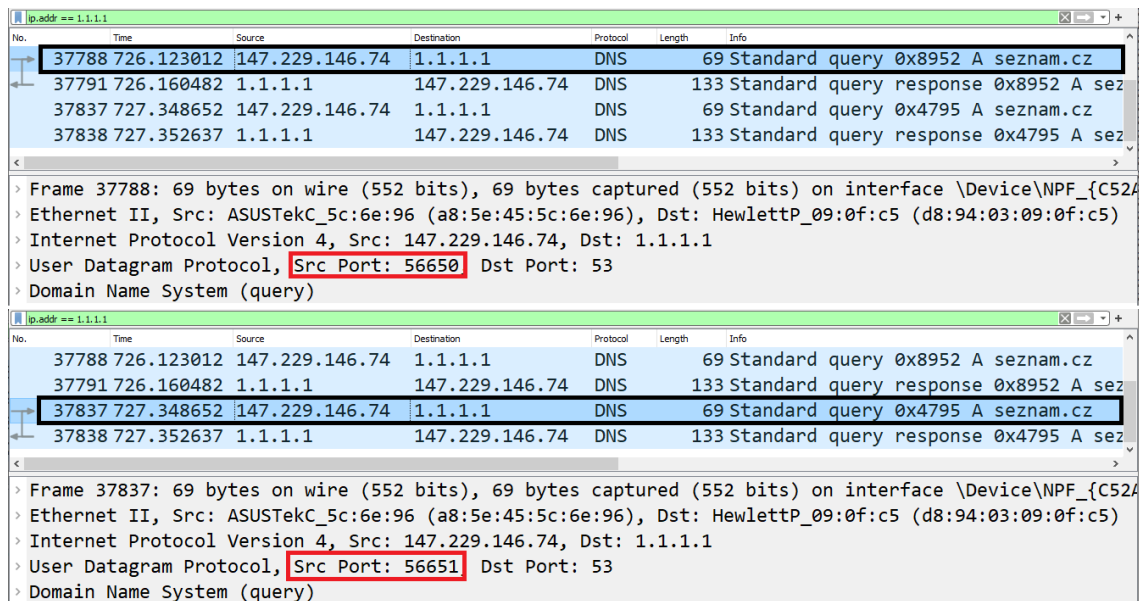 ip.addr == 1.1.1.1
No. Time Source Destination Protocol Length Info
37788 726.123012 147.229.146.74 1.1.1.1 DNS 69 Standard query 0x8952 A seznam.cz
37791 726.160482 1.1.1.1 147.229.146.74 DNS 133 Standard query response 0x8952 A sez
37837 727.348652 147.229.146.74 1.1.1.1 DNS 69 Standard query 0x4795 A seznam.cz
37838 727.352637 1.1.1.1 147.229.146.74 DNS 133 Standard query response 0x4795 A sez
Frame 37788: 69 bytes on wire (552 bits), 69 bytes captured (552 bits) on interface \Device\NPF_{C52A
Ethernet II, Src: ASUSTekC_5c:6e:96 (a8:5e:45:5c:6e:96), Dst: HewlettP_09:0f:c5 (d8:94:03:09:0f:c5)
Internet Protocol Version 4, Src: 147.229.146.74, Dst: 1.1.1.1
User Datagram Protocol, Src Port: 56650, Dst Port: 53
Domain Name System (query)
ip.addr == 1.1.1.1
No. Time Source Destination Protocol Length Info
37788 726.123012 147.229.146.74 1.1.1.1 DNS 69 Standard query 0x8952 A seznam.cz
37791 726.160482 1.1.1.1 147.229.146.74 DNS 133 Standard query response 0x8952 A sez
37837 727.348652 147.229.146.74 1.1.1.1 DNS 69 Standard query 0x4795 A seznam.cz
37838 727.352637 1.1.1.1 147.229.146.74 DNS 133 Standard query response 0x4795 A sez
Frame 37837: 69 bytes on wire (552 bits), 69 bytes captured (552 bits) on interface \Device\NPF_{C52A
Ethernet II, Src: ASUSTekC_5c:6e:96 (a8:5e:45:5c:6e:96), Dst: HewlettP_09:0f:c5 (d8:94:03:09:0f:c5)
Internet Protocol Version 4, Src: 147.229.146.74, Dst: 1.1.1.1
User Datagram Protocol, Src Port: 56651, Dst Port: 53
Domain Name System (query)